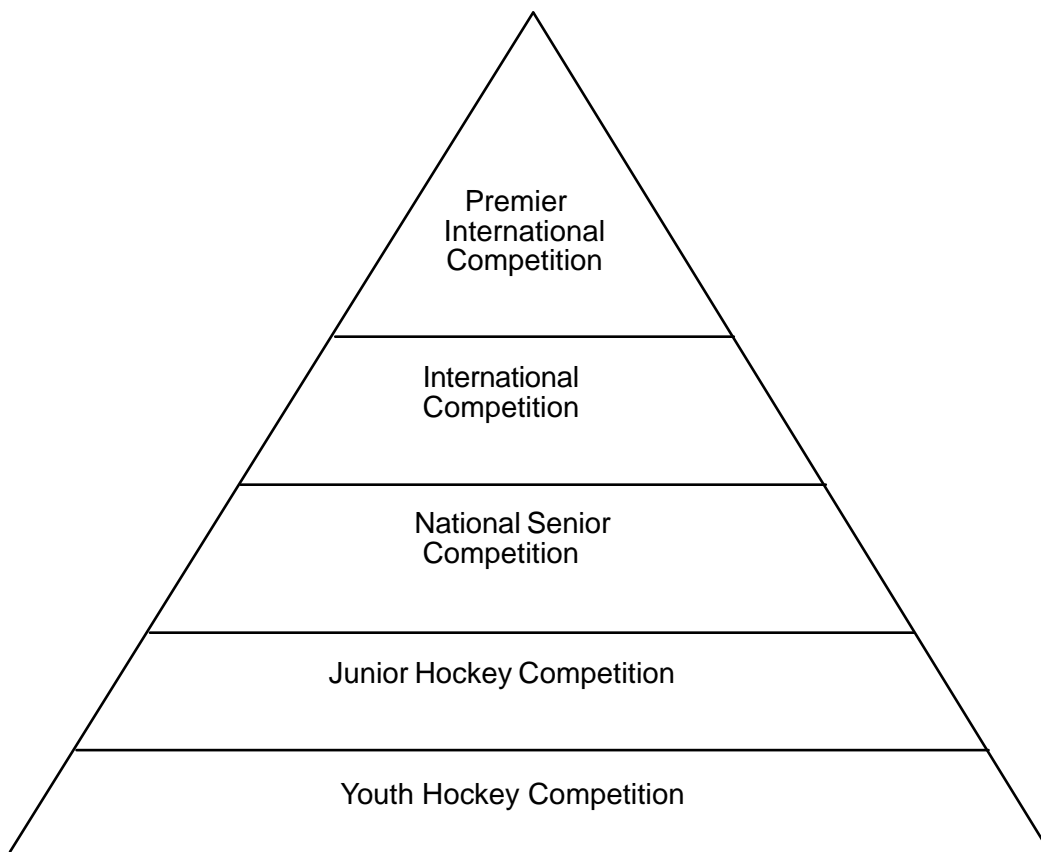 Premier
International
Competition
International
Competition
National Senior
Competition
Junior Hockey Competition
Youth Hockey Competition